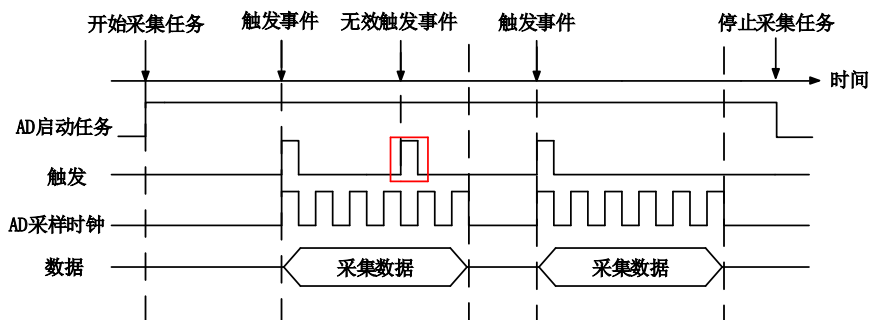 开始采集任务
触发事件
无效触发事件
触发事件
停止采集任务
时间
AD启动任务
触发
AD采样时钟
数据
采集数据
采集数据